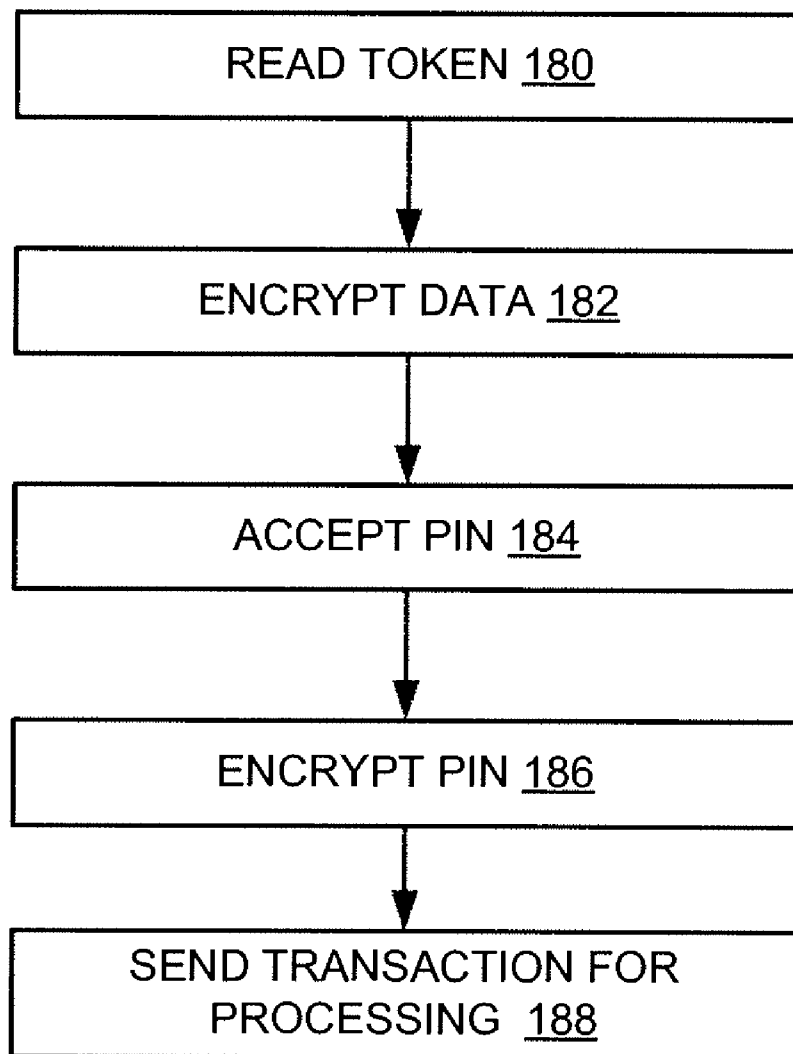 READ TOKEN 180
ENCRYPT DATA 182
ACCEPT PIN 184
ENCRYPT PIN 186
SEND TRANSACTION FOR
PROCESSING 188